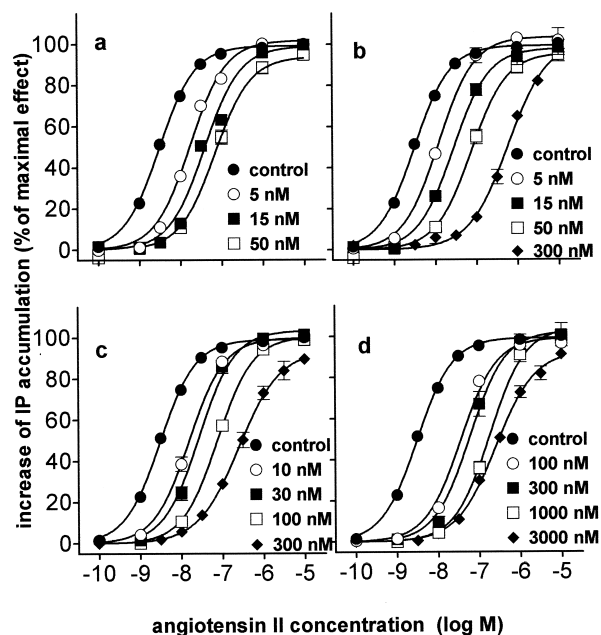 increase of IP accumulation (% of maximal effect)
a
100
80
60
40
20
0
control
5 nM
15 nM
50 nM
b
control
5 nM
15 nM
50 nM
300 nM
c
100
80
60
40
20
0
control
10 nM
30 nM
100 nM
300 nM
-10 -9 -8 -7 -6 -5
d
control
100 nM
300 nM
1000 nM
3000 nM
-10 -9 -8 -7 -6 -5
angiotensin II concentration (log M)